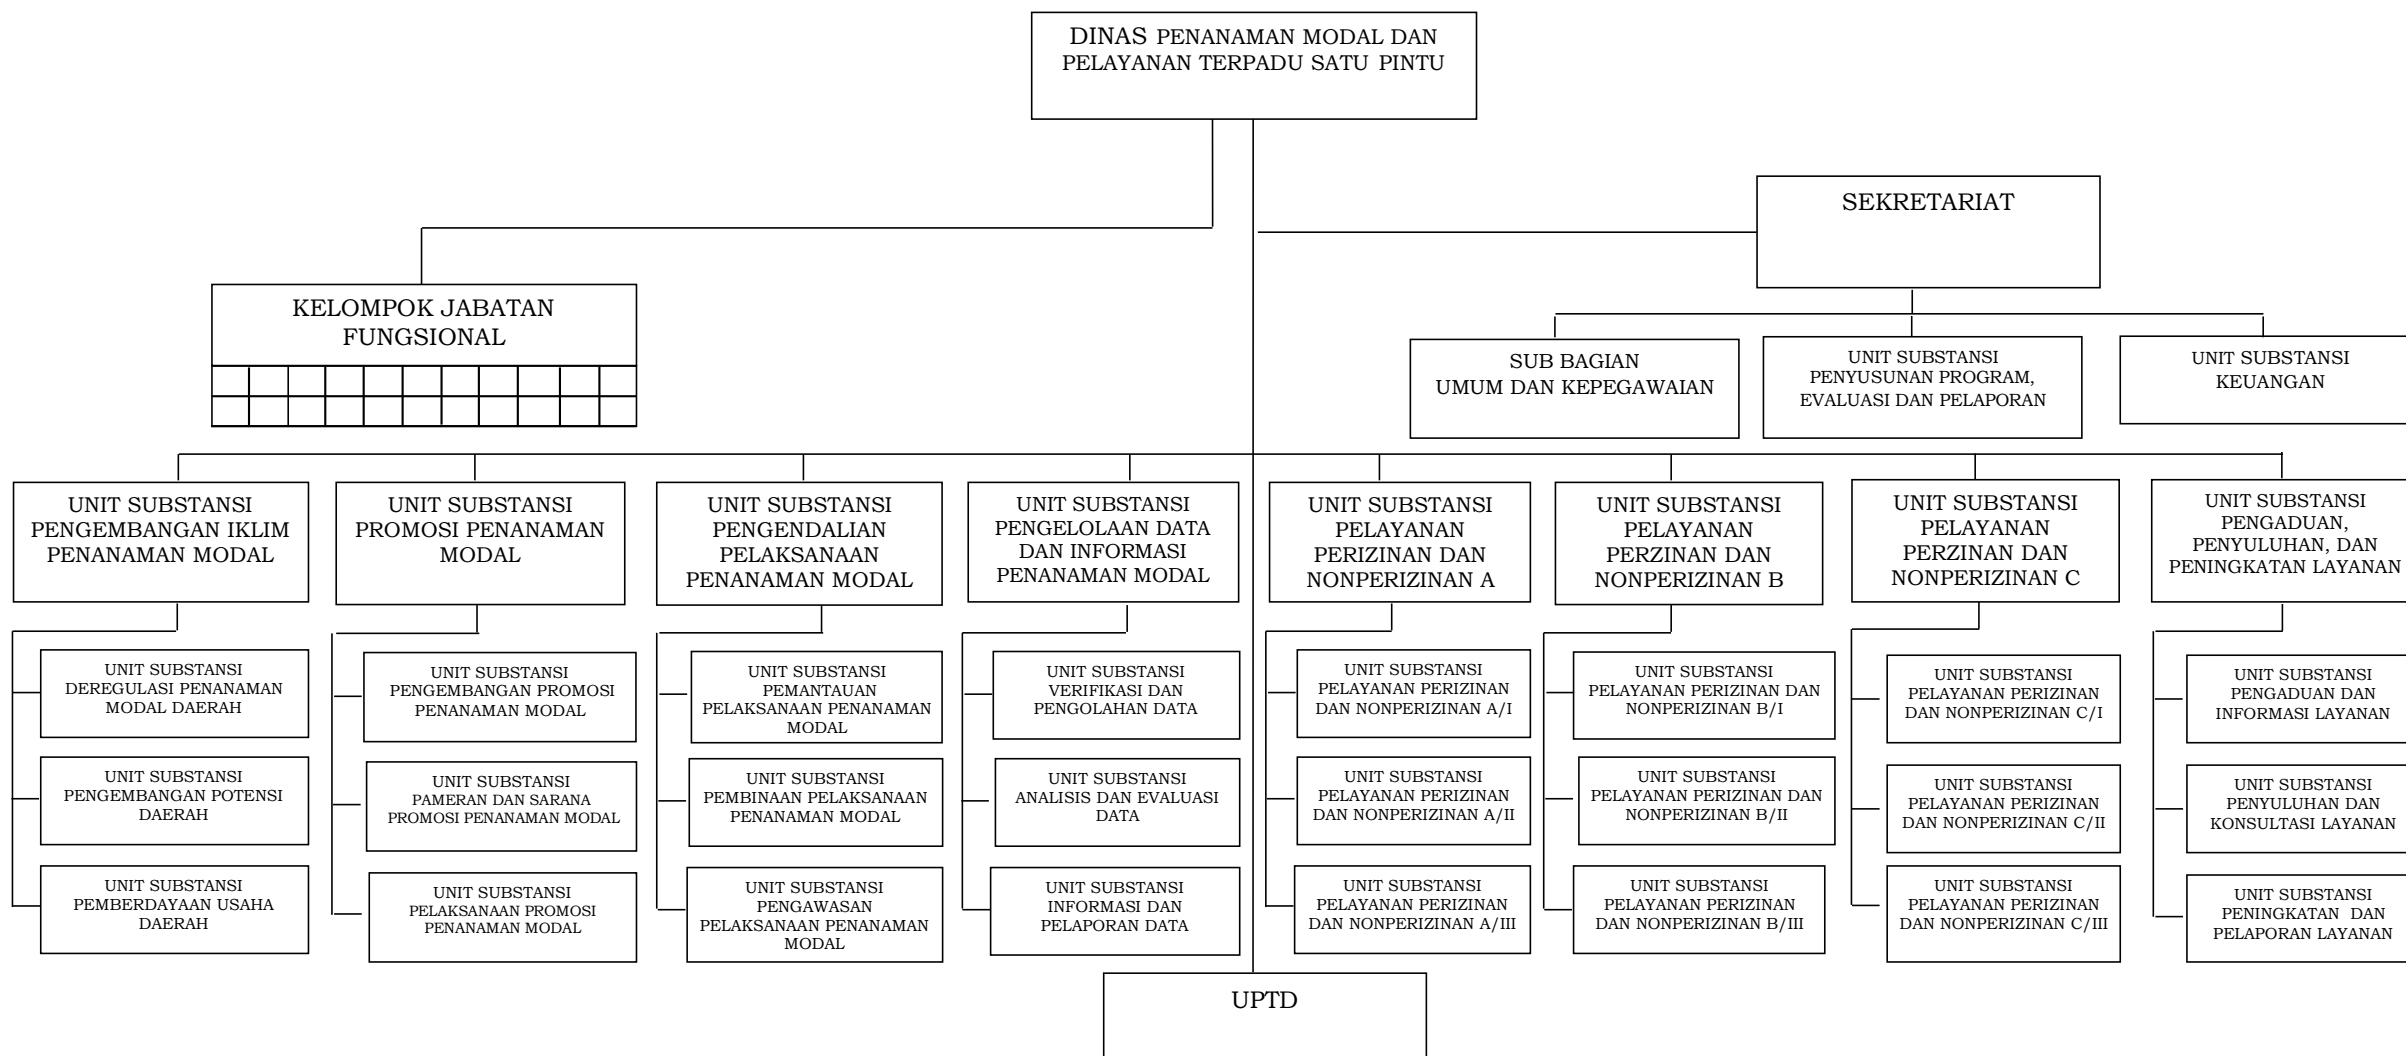 DINAS PENANAMAN MODAL DAN
PELAYANAN TERPADU SATU PINTU
SEKRETARIAT
KELOMPOK JABATAN
FUNGSIONAL
SUB BAGIAN
UMUM DAN KEPEGAWAIAN
UNIT SUBSTANSI
PENYUSUNAN PROGRAM,
EVALUASI DAN PELAPORAN
UNIT SUBSTANSI
KEUANGAN
UNIT SUBSTANSI
PENGEMBANGAN IKLIM
PENANAMAN MODAL
UNIT SUBSTANSI
PROMOSI PENANAMAN
MODAL
UNIT SUBSTANSI
PENGENDALIAN
PELAKSANAAN
PENANAMAN MODAL
UNIT SUBSTANSI
PENGELOLAAN DATA
DAN INFORMASI
PENANAMAN MODAL
UNIT SUBSTANSI
PELAYANAN
PERIZINAN DAN
NONPERIZINAN A
UNIT SUBSTANSI
PELAYANAN
PERZINAN DAN
NONPERIZINAN B
UNIT SUBSTANSI
PELAYANAN
PERZINAN DAN
NONPERIZINAN C
UNIT SUBSTANSI
PENGADUAN,
PENYULUHAN, DAN
PENINGKATAN LAYANAN
UNIT SUBSTANSI
DEREGULASI PENANAMAN
MODAL DAERAH
UNIT SUBSTANSI
PENGEMBANGAN PROMOSI
PENANAMAN MODAL
UNIT SUBSTANSI
PEMANTAUAN
PELAKSANAAN PENANAMAN
MODAL
UNIT SUBSTANSI
VERIFIKASI DAN
PENGOLAHAN DATA
UNIT SUBSTANSI
PELAYANAN PERIZINAN
DAN NONPERIZINAN A/I
UNIT SUBSTANSI
PELAYANAN PERIZINAN DAN
NONPERIZINAN B/I
UNIT SUBSTANSI
PELAYANAN PERIZINAN
DAN NONPERIZINAN C/I
UNIT SUBSTANSI
PENGADUAN DAN
INFORMASI LAYANAN
UNIT SUBSTANSI
PENGEMBANGAN POTENSI
DAERAH
UNIT SUBSTANSI
PAMERAN DAN SARANA
PROMOSI PENANAMAN MODAL
UNIT SUBSTANSI
PEMBINAAN PELAKSANAAN
PENANAMAN MODAL
UNIT SUBSTANSI
ANALISIS DAN EVALUASI
DATA
UNIT SUBSTANSI
PELAYANAN PERIZINAN
DAN NONPERIZINAN A/II
UNIT SUBSTANSI
PELAYANAN PERIZINAN DAN
NONPERIZINAN B/II
UNIT SUBSTANSI
PELAYANAN PERIZINAN
DAN NONPERIZINAN C/II
UNIT SUBSTANSI
PENYULUHAN DAN
KONSULTASI LAYANAN
UNIT SUBSTANSI
PEMBERDAYAAN USAHA
DAERAH
UNIT SUBSTANSI
PELAKSANAAN PROMOSI
PENANAMAN MODAL
UNIT SUBSTANSI
PENGAWASAN
PELAKSANAAN PENANAMAN
MODAL
UNIT SUBSTANSI
INFORMASI DAN
PELAPORAN DATA
UNIT SUBSTANSI
PELAYANAN PERIZINAN
DAN NONPERIZINAN A/III
UNIT SUBSTANSI
PELAYANAN PERIZINAN
DAN NONPERIZINAN B/III
UNIT SUBSTANSI
PELAYANAN PERIZINAN
DAN NONPERIZINAN C/III
UNIT SUBSTANSI
PENINGKATAN DAN
PELAPORAN LAYANAN
UPTD